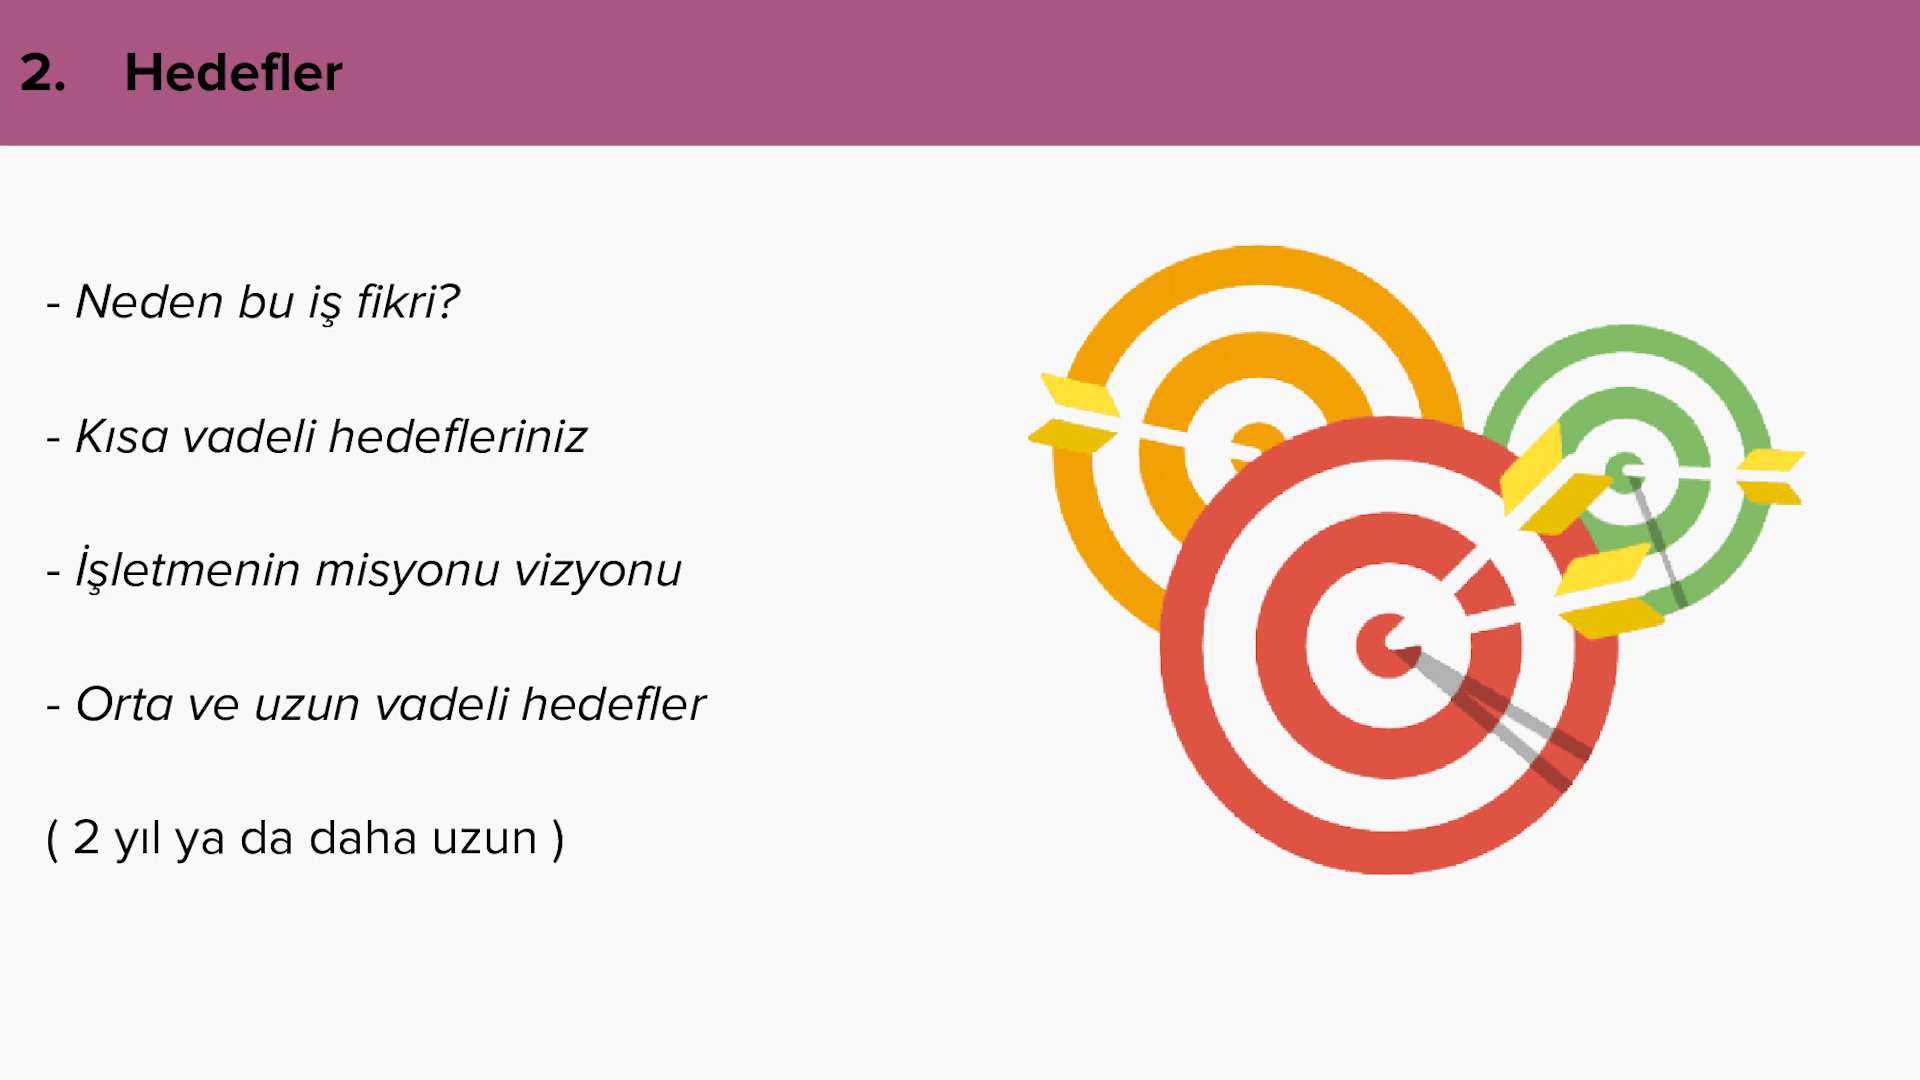 2. Hedefler
- Neden bu iş fikri?
- Kısa vadeli hedefleriniz
- İşletmenin misyonu vizyonu
- Orta ve uzun vadeli hedefler
( 2 yıl ya da daha uzun )